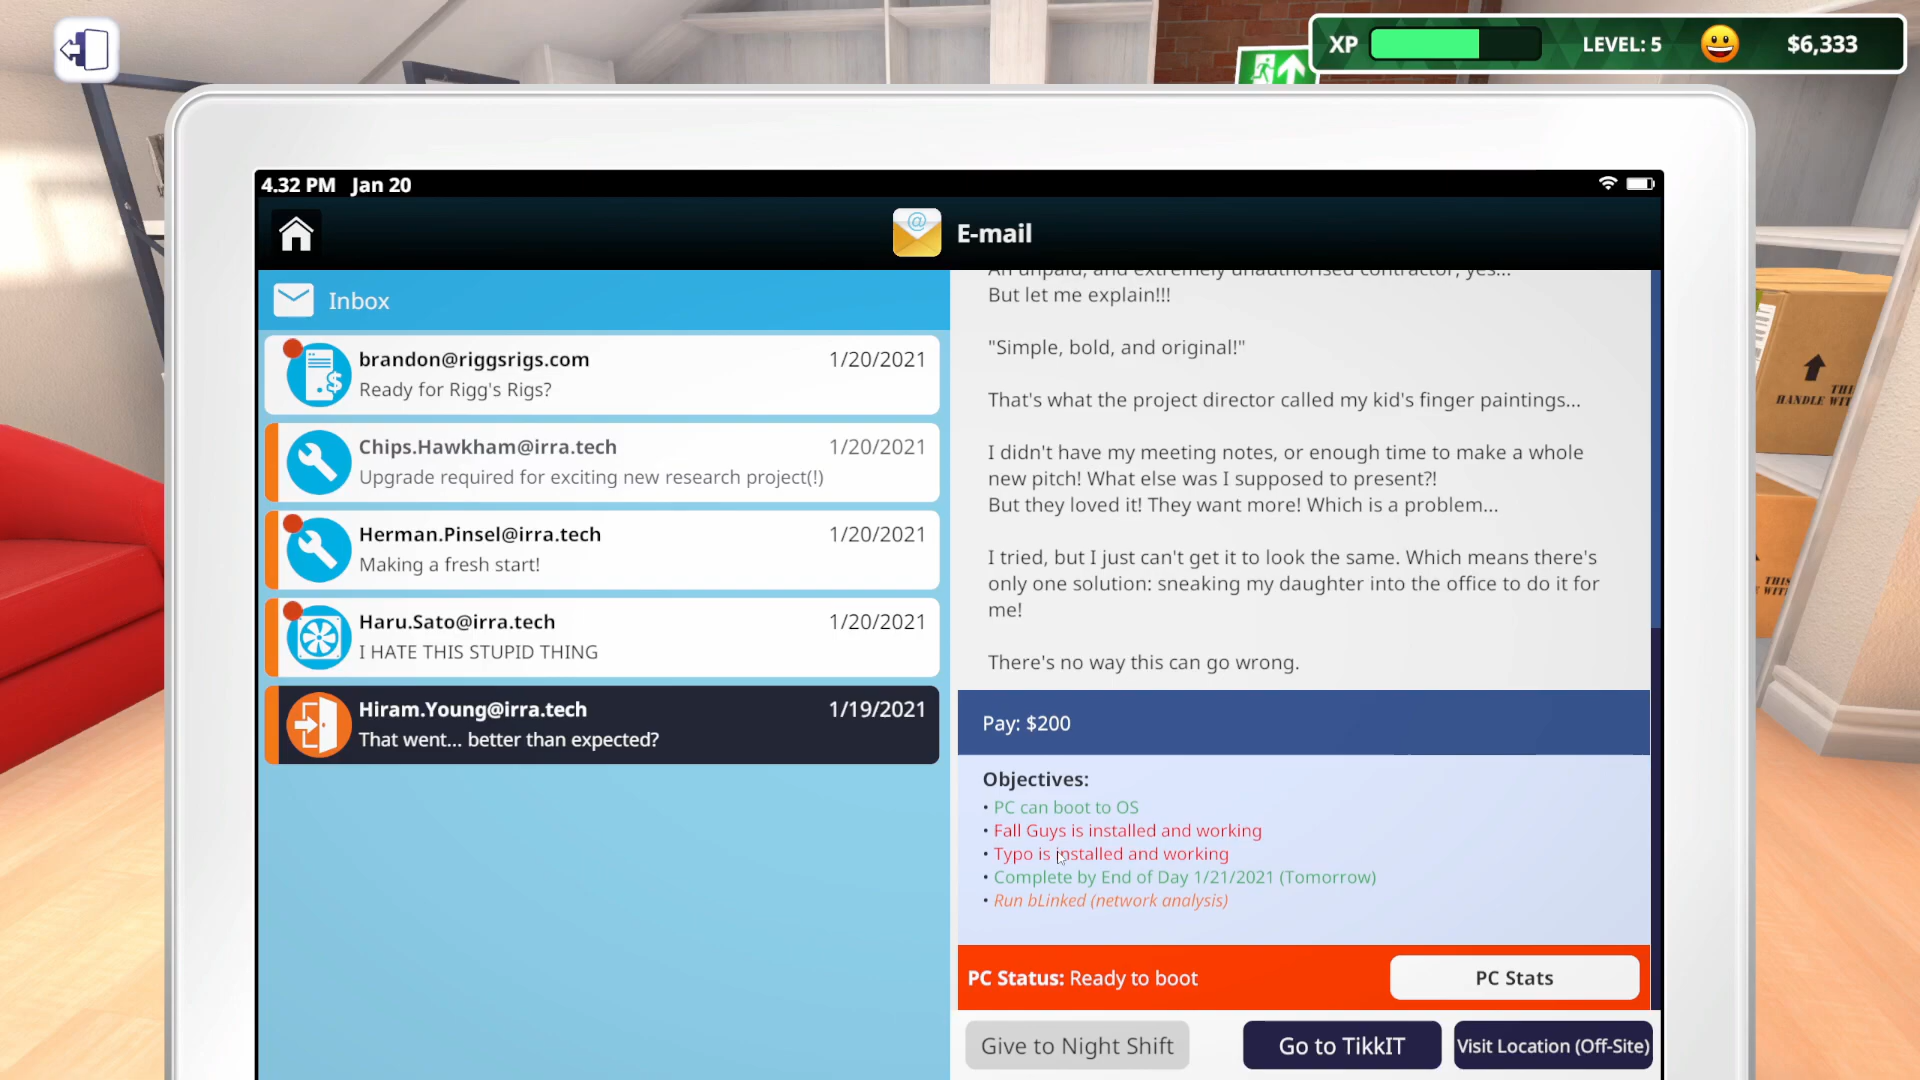 XP
LEVEL: 5
$6,333
4.32 PM Jan 20
E-mail
Inbox
brandon@riggsrigs.com 1/20/2021
Ready for Rigg's Rigs?
Chips.Hawkham@irra.tech 1/20/2021
Upgrade required for exciting new research project(!)
Herman.Pinsel@irra.tech 1/20/2021
Making a fresh start!
Haru.Sato@irra.tech 1/20/2021
I HATE THIS STUPID THING
Hiram.Young@irra.tech 1/19/2021
That went... better than expected?
An unpaid, and extremely unauthorised contractor, yes...
But let me explain!!!
"Simple, bold, and original!"
That's what the project director called my kid's finger paintings...
I didn't have my meeting notes, or enough time to make a whole
new pitch! What else was I supposed to present?!
But they loved it! They want more! Which is a problem...
I tried, but I just can't get it to look the same. Which means there's
only one solution: sneaking my daughter into the office to do it for
me!
There's no way this can go wrong.
Pay: $200
Objectives:
• PC can boot to OS
• Fall Guys is installed and working
• Typo is installed and working
• Complete by End of Day 1/21/2021 (Tomorrow)
• Run bLinked (network analysis)
PC Status: Ready to boot
PC Stats
Give to Night Shift
Go to TikkIT
Visit Location (Off-Site)
HANDLE